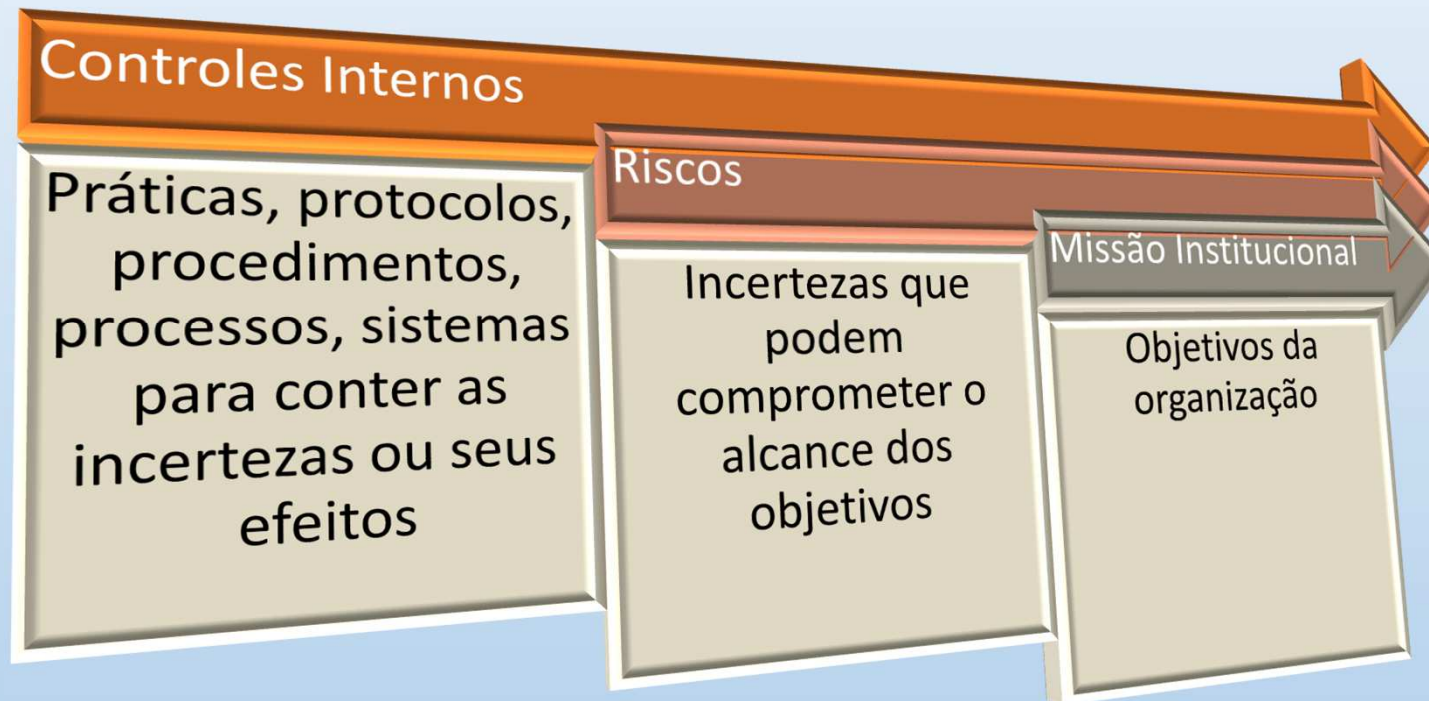 Controles Internos
Práticas, protocolos,
procedimentos,
processos, sistemas
para conter as
incertezas ou seus
efeitos
Riscos
Incertezas que
podem
comprometer o
alcance dos
objetivos
Missão Institucional
Objetivos da
organização